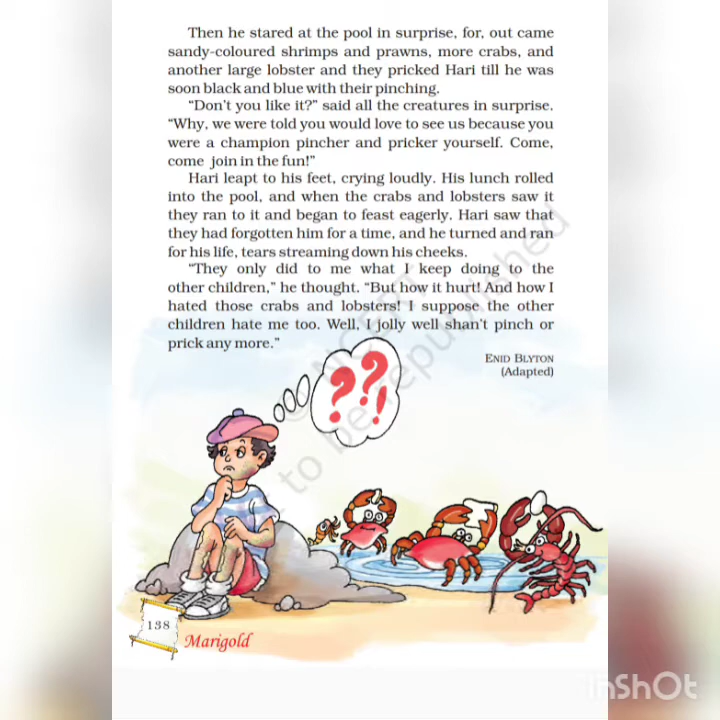 Then he stared at the pool in surprise, for, out came
sandy-coloured shrimps and prawns, more crabs, and
another large lobster and they pricked Hari till he was
soon black and blue with their pinching.
“Don’t you like it?” said all the creatures in surprise.
“Why, we were told you would love to see us because you
were a champion pincher and pricker yourself. Come,
come join in the fun!”
Hari leapt to his feet, crying loudly. His lunch rolled
into the pool, and when the crabs and lobsters saw it
they ran to it and began to feast eagerly. Hari saw that
they had forgotten him for a time, and he turned and ran
for his life, tears streaming down his cheeks.
“They only did to me what I keep doing to the
other children,” he thought. “But how it hurt! And how I
hated those crabs and lobsters! I suppose the other
children hate me too. Well, I jolly well shan’t pinch or
prick any more.”
ENID BLYTON
(Adapted)
??!
© NCERT
not to be republished
138
Marigold
InShOt